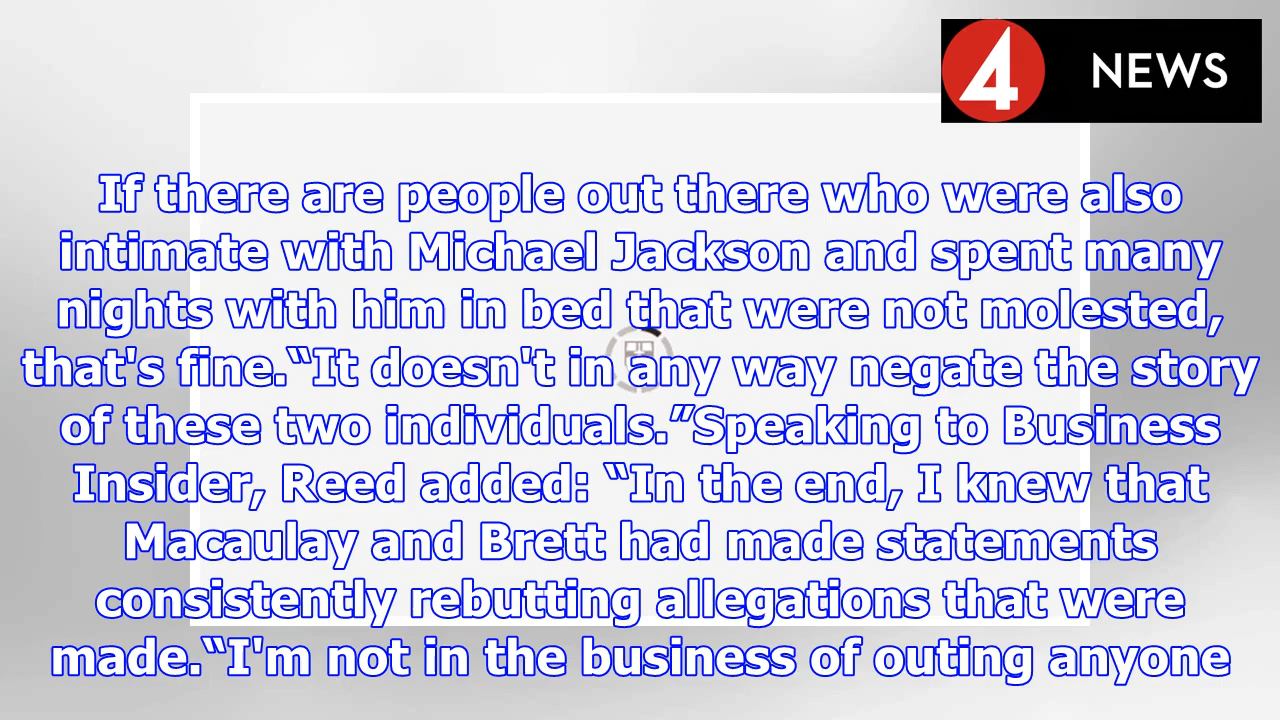 4 NEWS
If there are people out there who were also
intimate with Michael Jackson and spent many
nights with him in bed that were not molested,
that's fine.“It doesn't in any way negate the story
of these two individuals.”Speaking to Business
Insider, Reed added: “In the end, I knew that
Macaulay and Brett had made statements
consistently rebutting allegations that were
made.“I'm not in the business of outing anyone